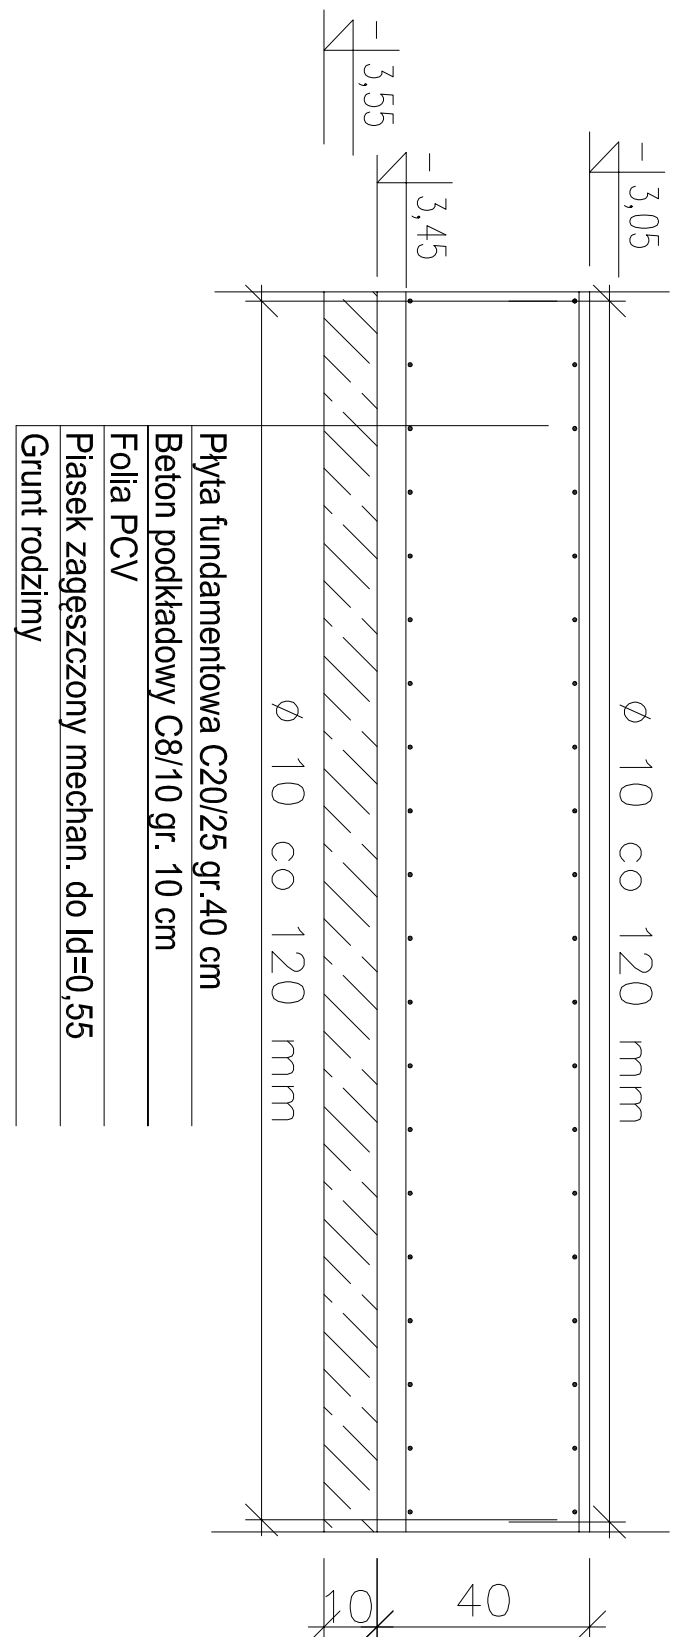 - 3,05
- 3,45
- 3,55
Ø 10 co 120 mm
40
10
Ø 10 co 120 mm
Płyta fundamentowa C20/25 gr.40 cm
Beton podkładowy C8/10 gr. 10 cm
Folia PCV
Piasek zagęszczony mechan. do Id=0,55
Grunt rodzimy